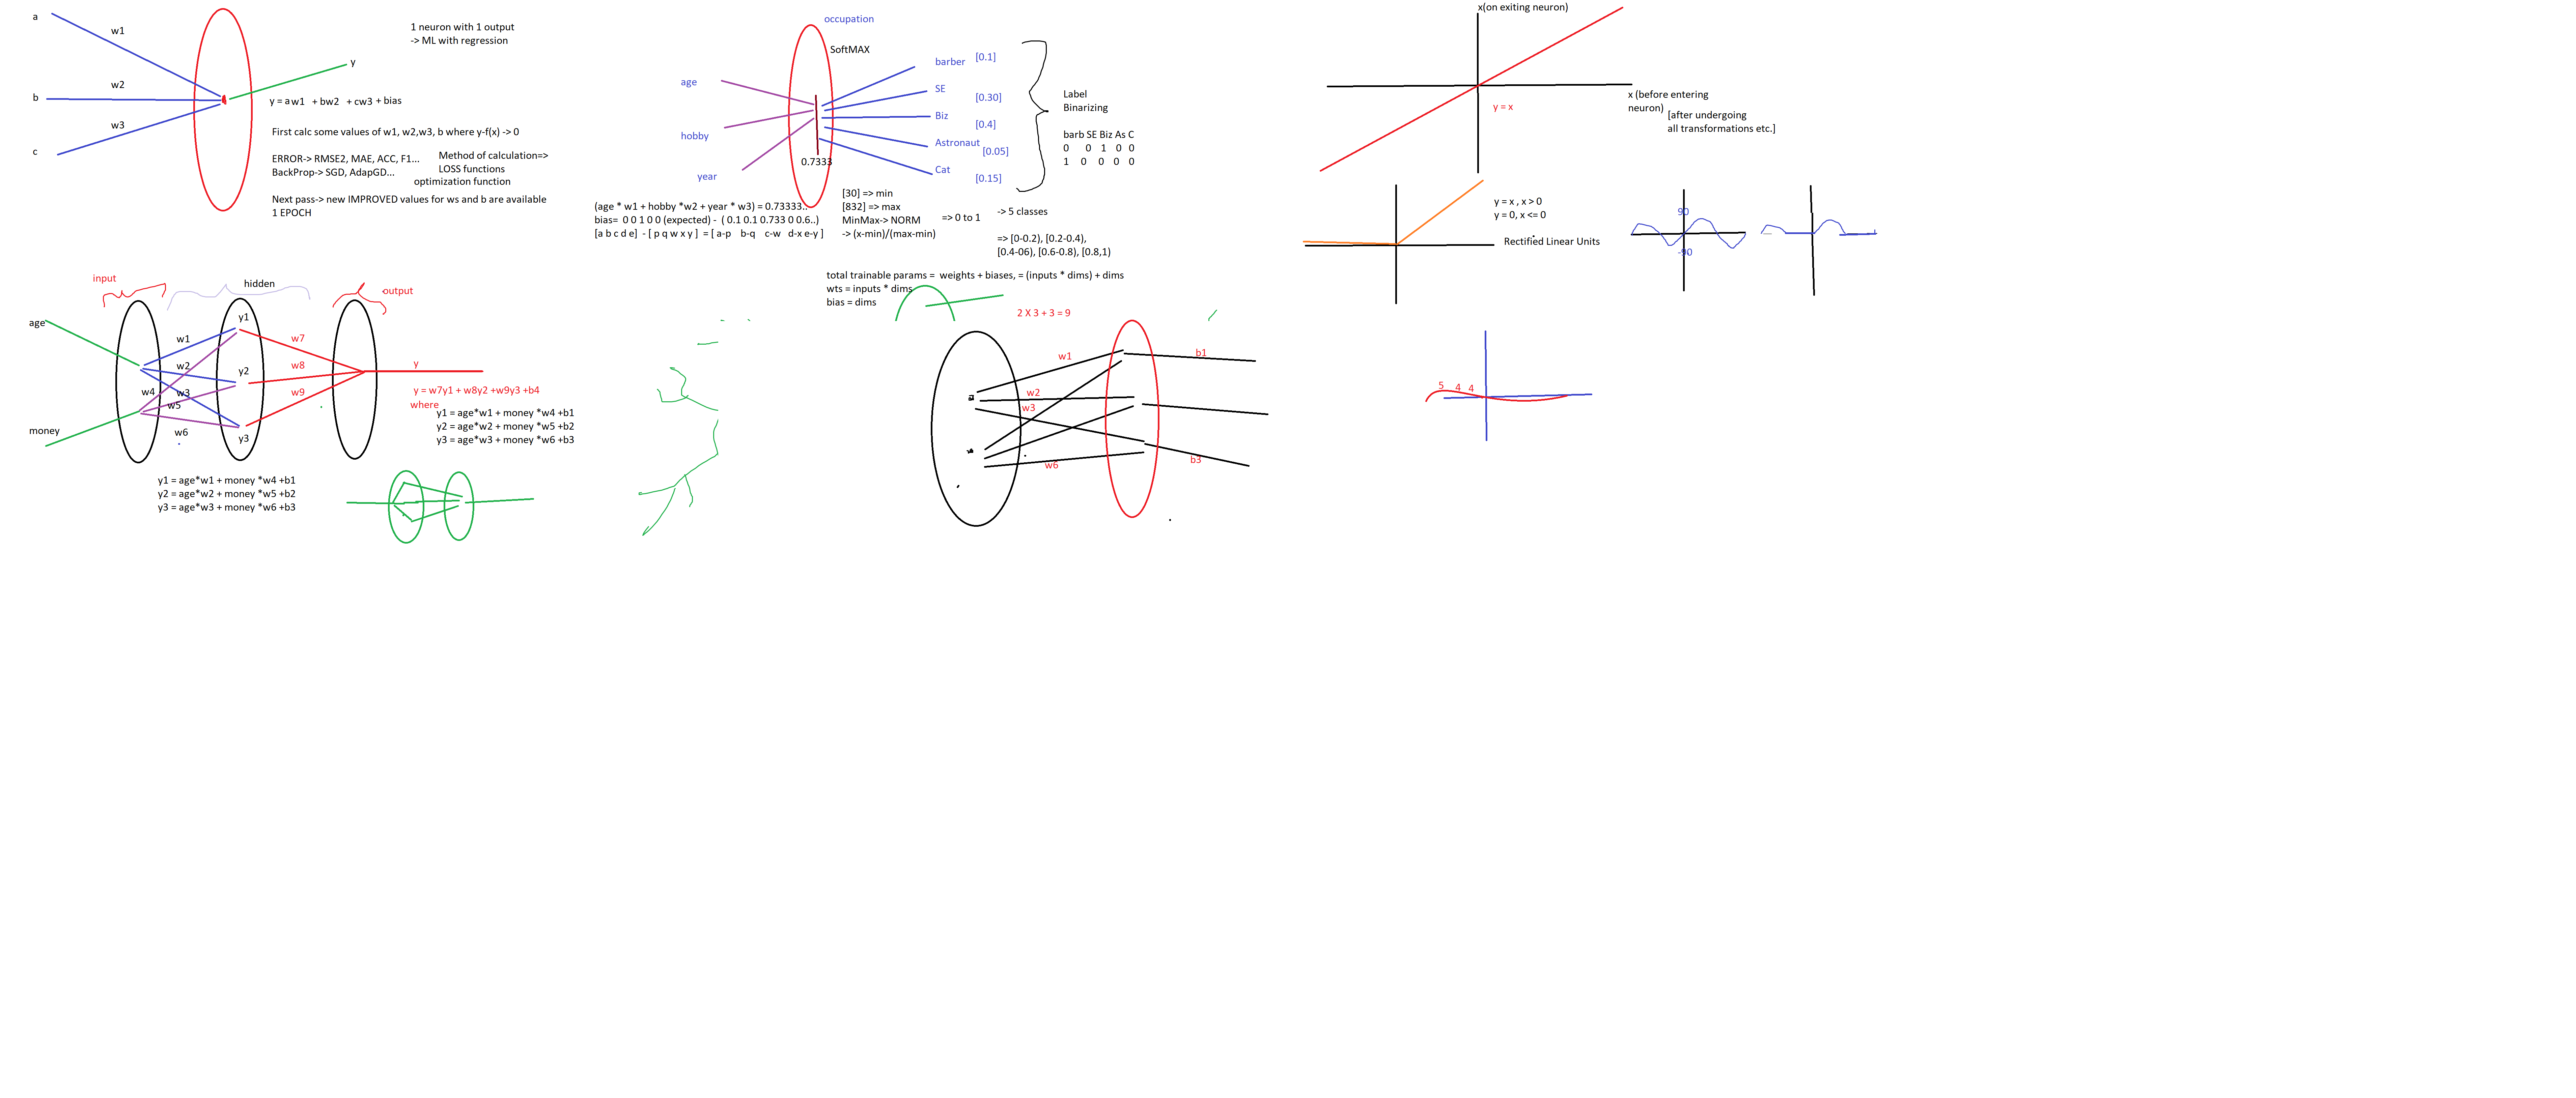 a
w1
b
w2
w3
c
y
1 neuron with 1 output
-> ML with regression
y = a w1 + bw2 + cw3 + bias
First calc some values of w1, w2,w3, b where y-f(x) -> 0
ERROR-> RMSE2, MAE, ACC, F1...
BackProp-> SGD, AdapGD...
Method of calculation=>
LOSS functions
optimization function
Next pass-> new IMPROVED values for ws and b are available
1 EPOCH
occupation
SoftMAX
age
hobby
year
barber [0.1]
SE
[0.30]
Biz
[0.4]
Astronaut
[0.05]
Cat
[0.15]
0.7333
Label
Binarizing
barb SE Biz As C
0 0 1 0 0
1 0 0 0 0
(age * w1 + hobby *w2 + year * w3) = 0.73333..
bias= 0 0 1 0 0 (expected) - ( 0.1 0.1 0.733 0 0.6..)
[a b c d e] - [ p q w x y ] = [ a-p b-q c-w d-x e-y ]
[30] => min
[832] => max
MinMax-> NORM
-> (x-min)/(max-min)
=> 0 to 1
-> 5 classes
=> [0-0.2), [0.2-0.4),
[0.4-06), [0.6-0.8), [0.8,1)
x(on exiting neuron)
y = x
x (before entering
neuron)
[after undergoing
all transformations etc.]
y = x , x > 0
y = 0, x <= 0
Rectified Linear Units
90
-90
input
hidden
output
age
money
w1
w2
w3
w4
w5
w6
y1
y2
y3
w7
w8
w9
y
y = w7y1 + w8y2 +w9y3 +b4
where
y1 = age*w1 + money *w4 +b1
y2 = age*w2 + money *w5 +b2
y3 = age*w3 + money *w6 +b3
y1 = age*w1 + money *w4 +b1
y2 = age*w2 + money *w5 +b2
y3 = age*w3 + money *w6 +b3
total trainable params = weights + biases, = (inputs * dims) + dims
wts = inputs * dims
bias = dims
2 X 3 + 3 = 9
w1
w2
w3
w6
b1
b3
5 4 4